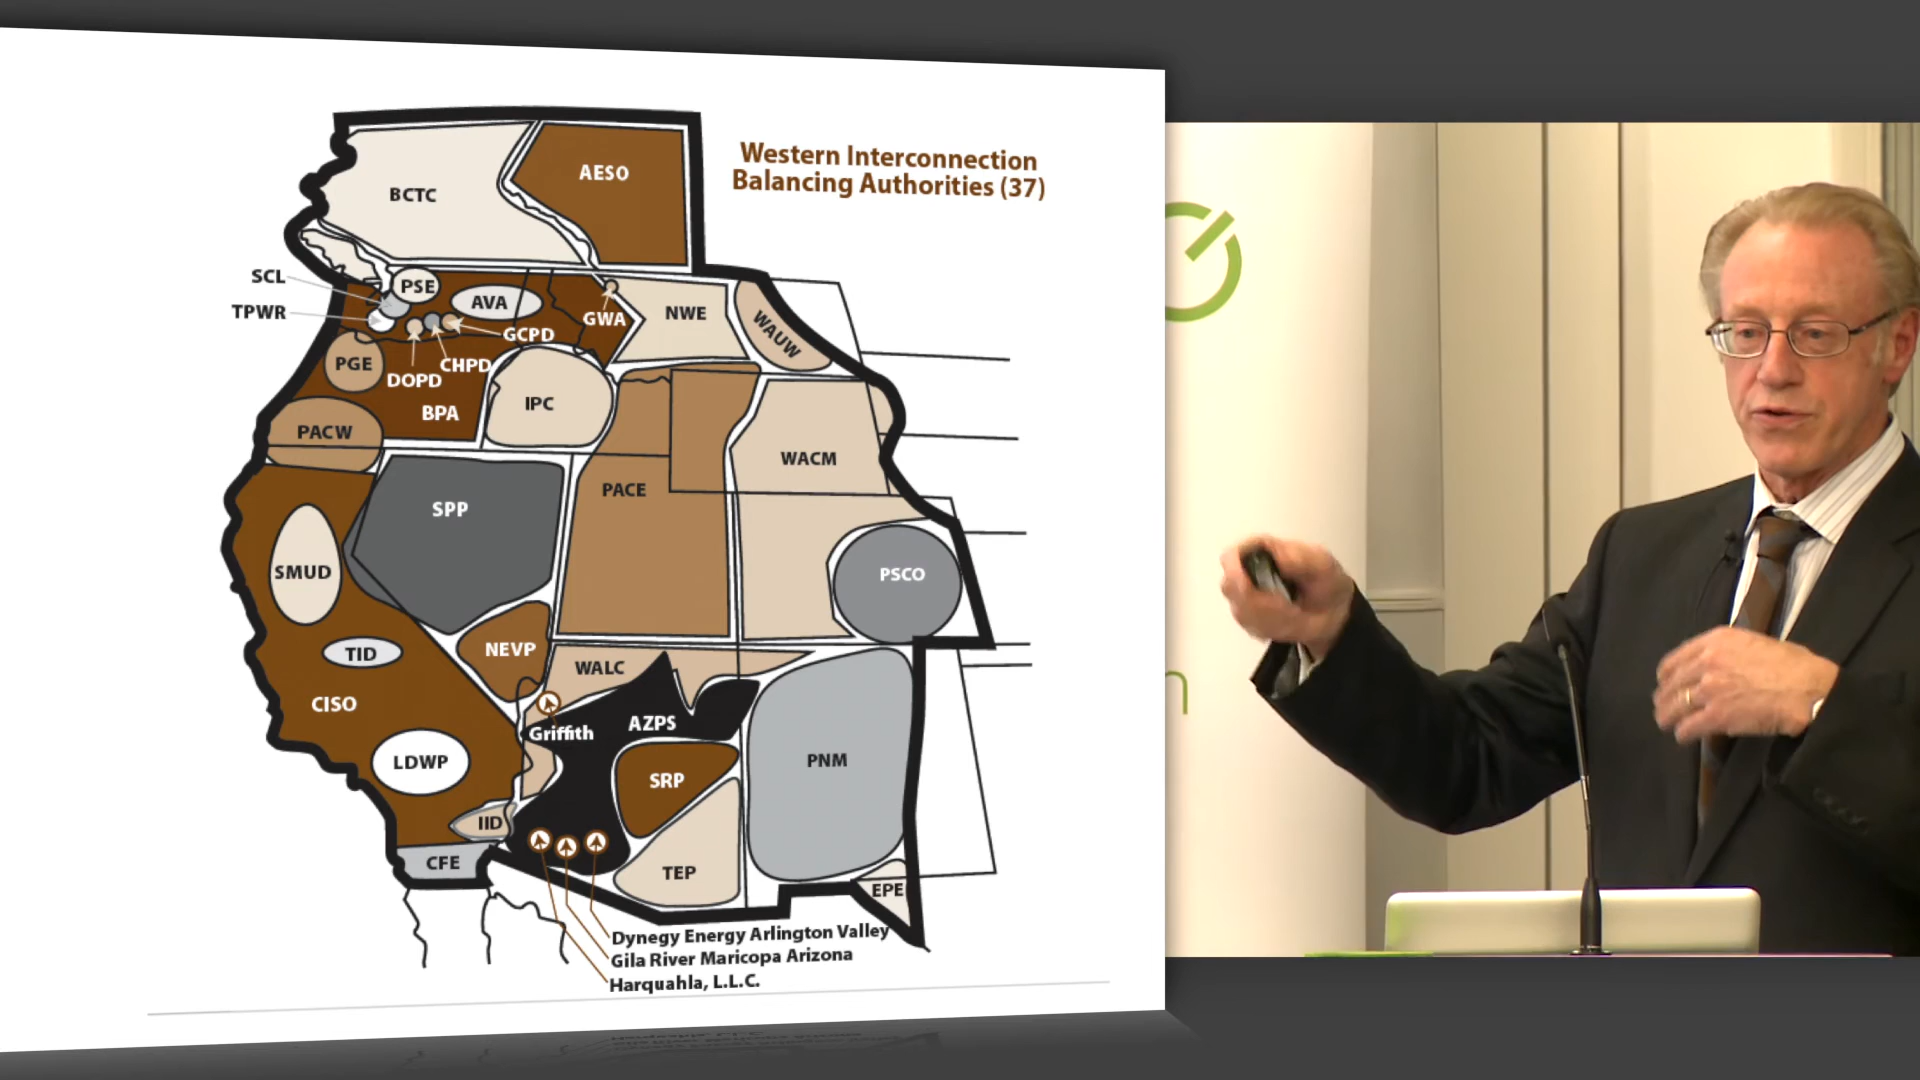 Western Interconnection
Balancing Authorities (37)
BCTC
AESO
SCL
PSE
TPWR
AVA
GWA
NWE
WAUW
GCPD
PGE
CHPD
DOPD
BPA
IPC
PACW
WACM
PACE
SPP
SMUD
PSCO
TID
NEVP
WALC
CISO
Griffith
AZPS
LDWP
SRP
PNM
IID
CFE
TEP
EPE
Dynegy Energy Arlington Valley
Gila River Maricopa Arizona
Harquahla, L.L.C.